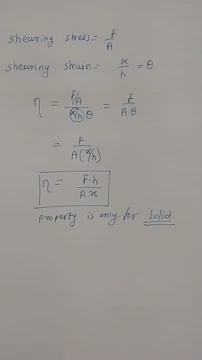 shearing stress = F/A
shearing strain = x/h = θ
η = (F/A)/((x/h) θ) = F/(A.θ)
= F/(A(x/h))
η = F.h/(A x)
property is only for solid.